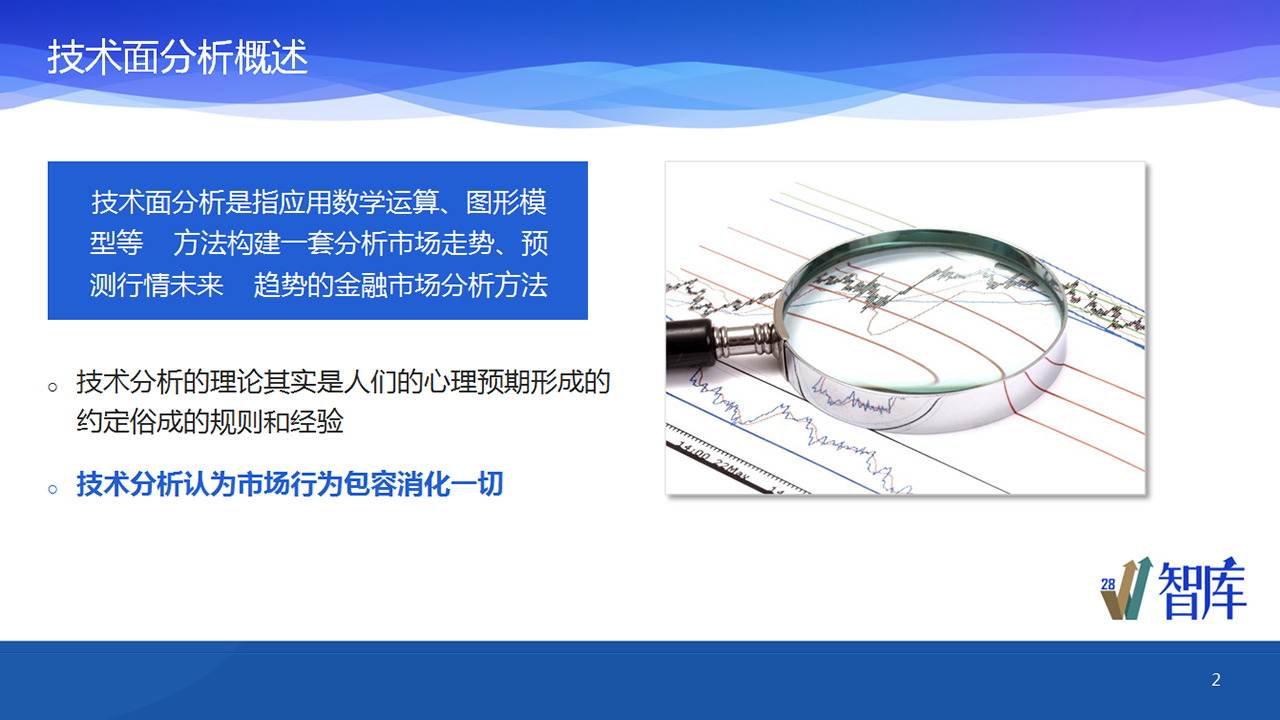 技术面分析概述
技术面分析是指应用数学运算、图形模
型等 方法构建一套分析市场走势、预
测行情未来 趋势的金融市场分析方法
技术分析的理论其实是人们的心理预期形成的
约定俗成的规则和经验
技术分析认为市场行为包容消化一切
14:00 22May
14
28
智库
2